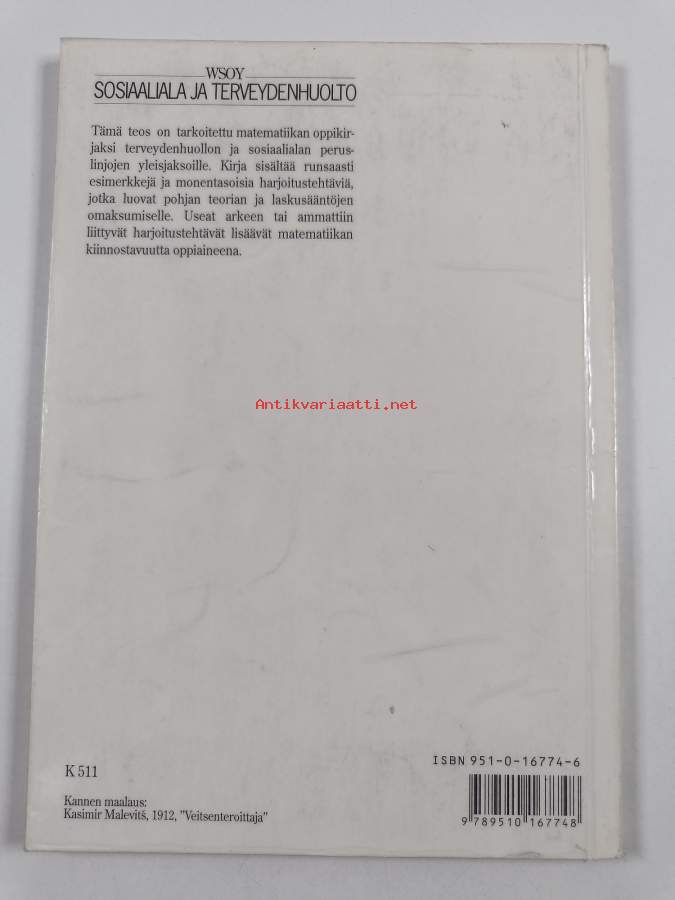 WSOY
SOSIAALIALA JA TERVEYDENHUOLTO
Tämä teos on tarkoitettu matematiikan oppikir-
jaksi terveydenhuollon ja sosiaalialan perus-
linjojen yleisjaksoille. Kirja sisältää runsaasti
esimerkkejä ja monentasoisia harjoitustehtäviä,
jotka luovat pohjan teorian ja laskusääntöjen
omaksumiselle. Useat arkeen tai ammattiin
liittyvät harjoitustehtävät lisäävät matematiikan
kiinnostavuutta oppiaineena.
Antikvariaatti.net
ISBN 951-0-16774-6
K 511
Kannen maalaus:
Kasimir Malevitš, 1912, "Veitsenteroittaja"
9 789510 167748